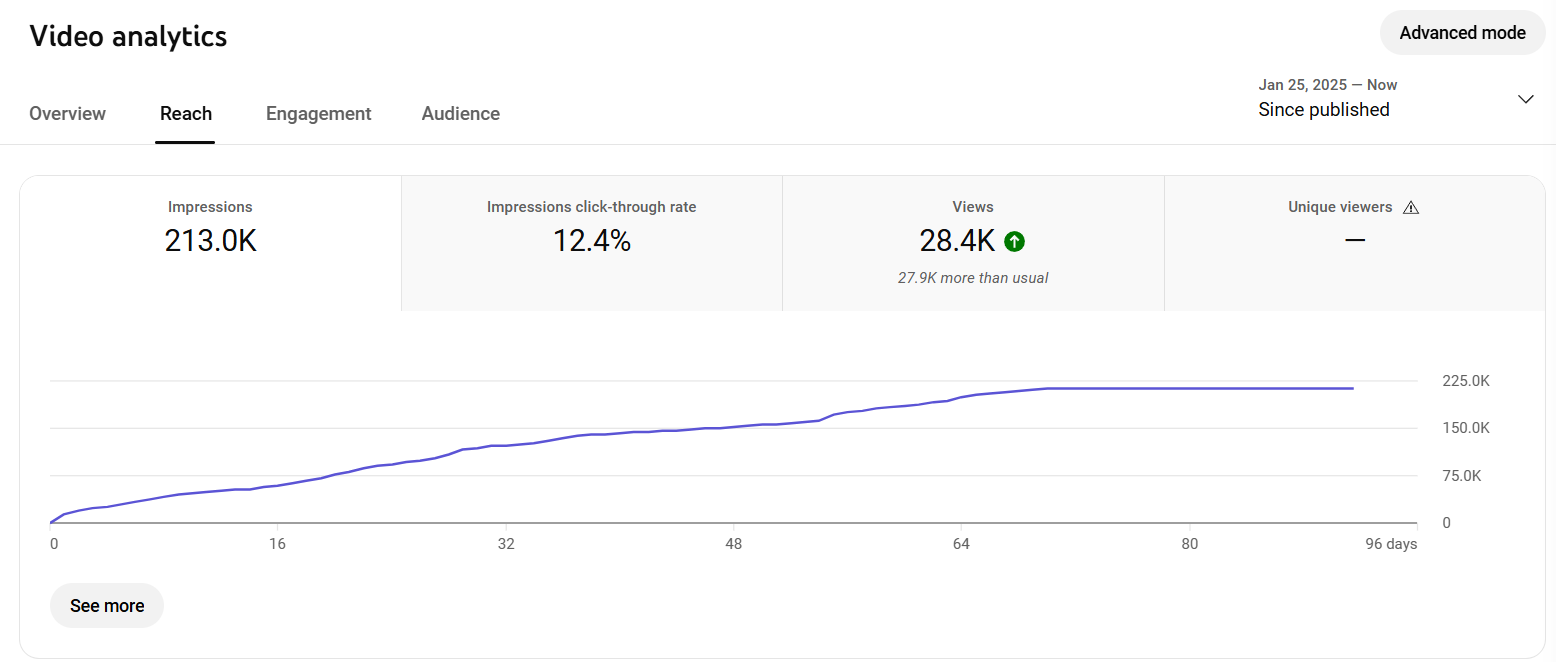 Video analytics
Advanced mode
Overview
Reach
Engagement
Audience
Jan 25, 2025 — Now
Since published
Impressions
213.0K
Impressions click-through rate
12.4%
Views
28.4K
27.9K more than usual
Unique viewers
—
225.0K
150.0K
75.0K
0
0 16 32 48 64 80 96 days
See more